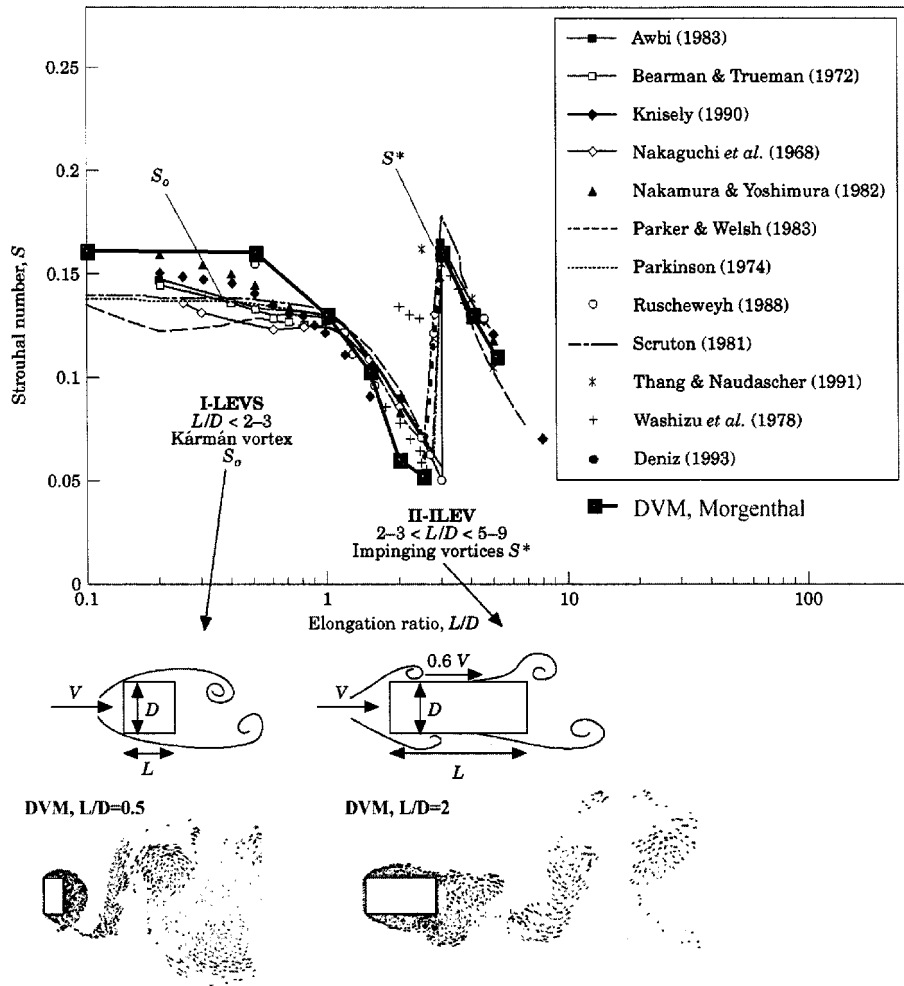 0.25
0.2
0.15
0.1
0.05
0
Strouhal number, S
S_o
S*
Awbi (1983)
Bearman & Trueman (1972)
Knisely (1990)
Nakaguchi et al. (1968)
Nakamura & Yoshimura (1982)
Parker & Welsh (1983)
Parkinson (1974)
Ruscheweyh (1988)
Scruton (1981)
Thang & Naudascher (1991)
Washizu et al. (1978)
Deniz (1993)
DVM, Morgenthal
I-LEVS
L/D < 2–3
Kármán vortex
S_o
II-ILEV
2–3 < L/D < 5–9
Impinging vortices S*
0.1
1
10
100
Elongation ratio, L/D
V
D
L
0.6 V
V
D
L
DVM, L/D=0.5
DVM, L/D=2